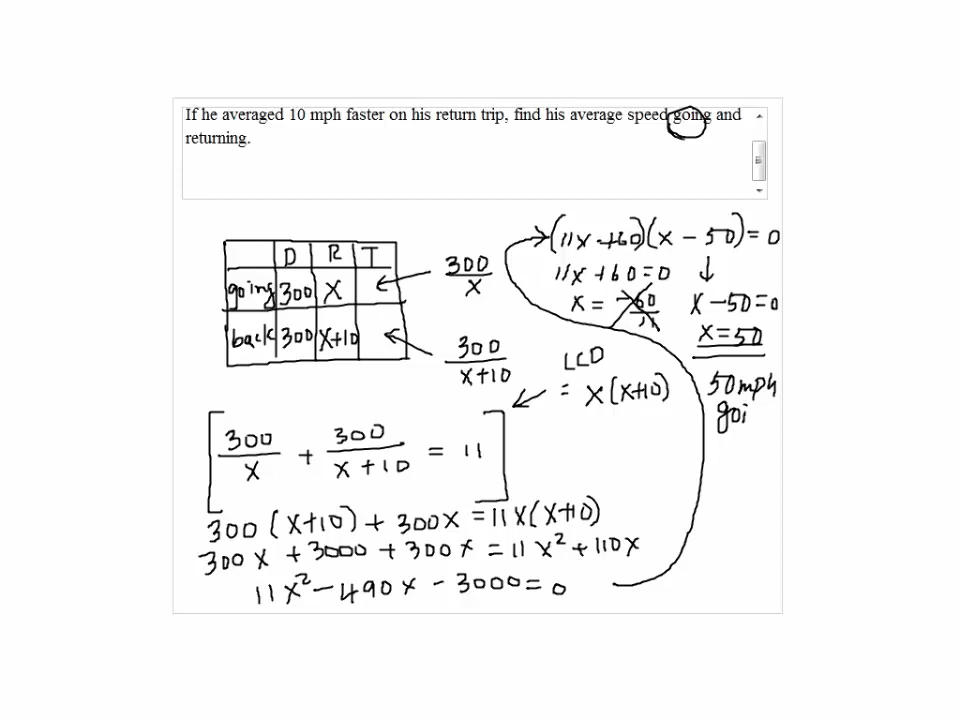 If he averaged 10 mph faster on his return trip, find his average speed going and
returning.
D R T
going 300 x
back 300 x+10
300/x
300/(x+10)
LCD
= x(x+10)
[300/x + 300/(x+10) = 11]
300(x+10) + 300x = 11x(x+10)
300x + 3000 + 300x = 11x² + 110x
11x² - 490x - 3000 = 0
(11x+60)(x - 50) = 0
11x + 60 = 0
x = -60/11
x - 50 = 0
x = 50
50 mph
goi